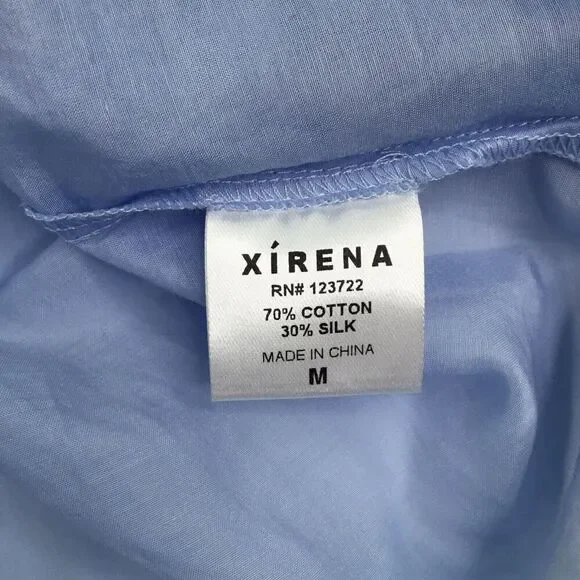 XÍRENA
RN# 123722
70% COTTON
30% SILK
MADE IN CHINA
M